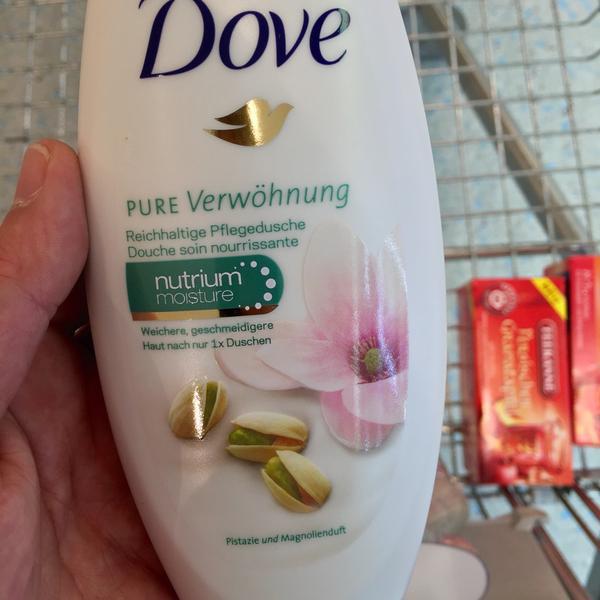 Dove
PURE Verwöhnung
Reichhaltige Pflegedusche
Douche soin nourrissante
nutrium
moisture
Weichere, geschmeidigere
Haut nach nur 1x Duschen
Pistazie und Magnolienduft
TEEKANNE